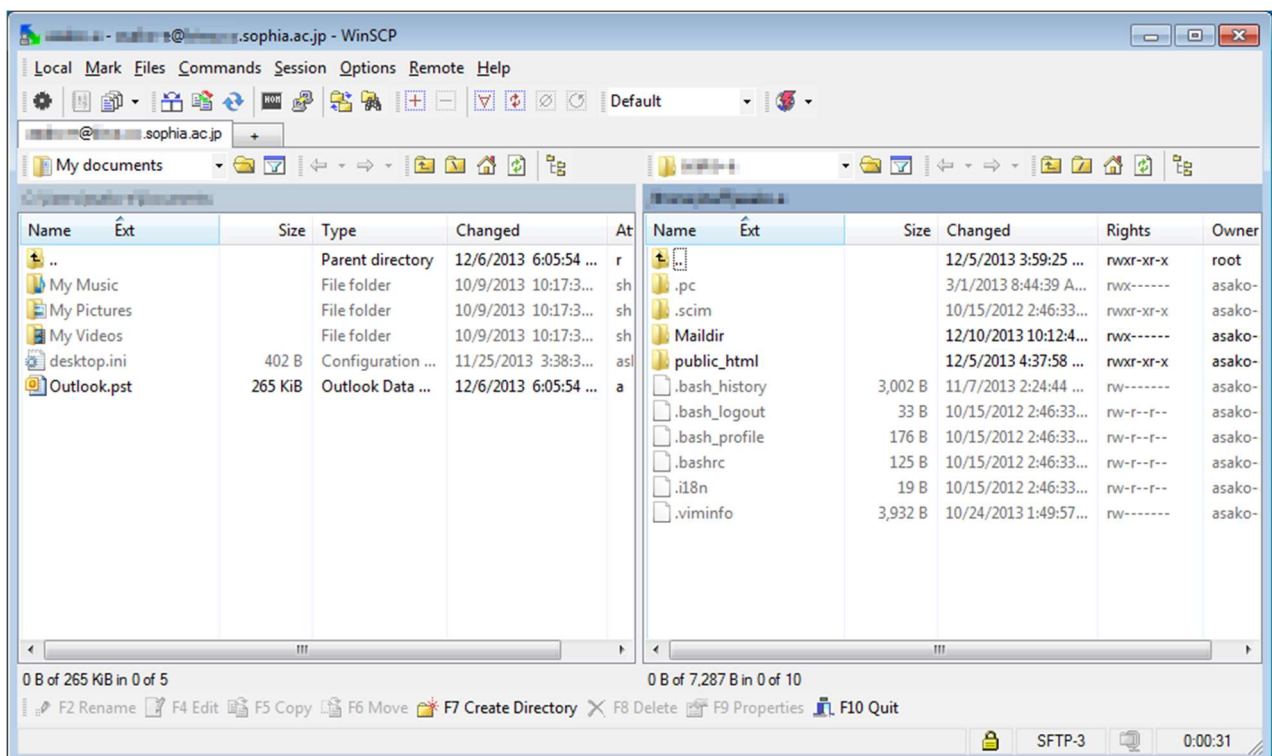 @ .sophia.ac.jp - WinSCP
Local Mark Files Commands Session Options Remote Help
Default
@ .sophia.ac.jp +
My documents
Name Ext Size Type Changed At
.. Parent directory 12/6/2013 6:05:54 ... r
My Music File folder 10/9/2013 10:17:3... sh
My Pictures File folder 10/9/2013 10:17:3... sh
My Videos File folder 10/9/2013 10:17:3... sh
desktop.ini 402 B Configuration ... 11/25/2013 3:38:3... asl
Outlook.pst 265 KiB Outlook Data ... 12/6/2013 6:05:54 ... a
0 B of 265 KiB in 0 of 5
Name Ext Size Changed Rights Owner
.. 12/5/2013 3:59:25 ... rwxr-xr-x root
.pc 3/1/2013 8:44:39 A... rwx------ asako-
.scim 10/15/2012 2:46:33... rwxr-xr-x asako-
Maildir 12/10/2013 10:12:4... rwx------ asako-
public_html 12/5/2013 4:37:58 ... rwxr-xr-x asako-
.bash_history 3,002 B 11/7/2013 2:24:44 ... rw------- asako-
.bash_logout 33 B 10/15/2012 2:46:33... rw-r--r-- asako-
.bash_profile 176 B 10/15/2012 2:46:33... rw-r--r-- asako-
.bashrc 125 B 10/15/2012 2:46:33... rw-r--r-- asako-
.i18n 19 B 10/15/2012 2:46:33... rw-r--r-- asako-
.viminfo 3,932 B 10/24/2013 1:49:57... rw------- asako-
0 B of 7,287 B in 0 of 10
F2 Rename F4 Edit F5 Copy F6 Move F7 Create Directory F8 Delete F9 Properties F10 Quit
SFTP-3 0:00:31